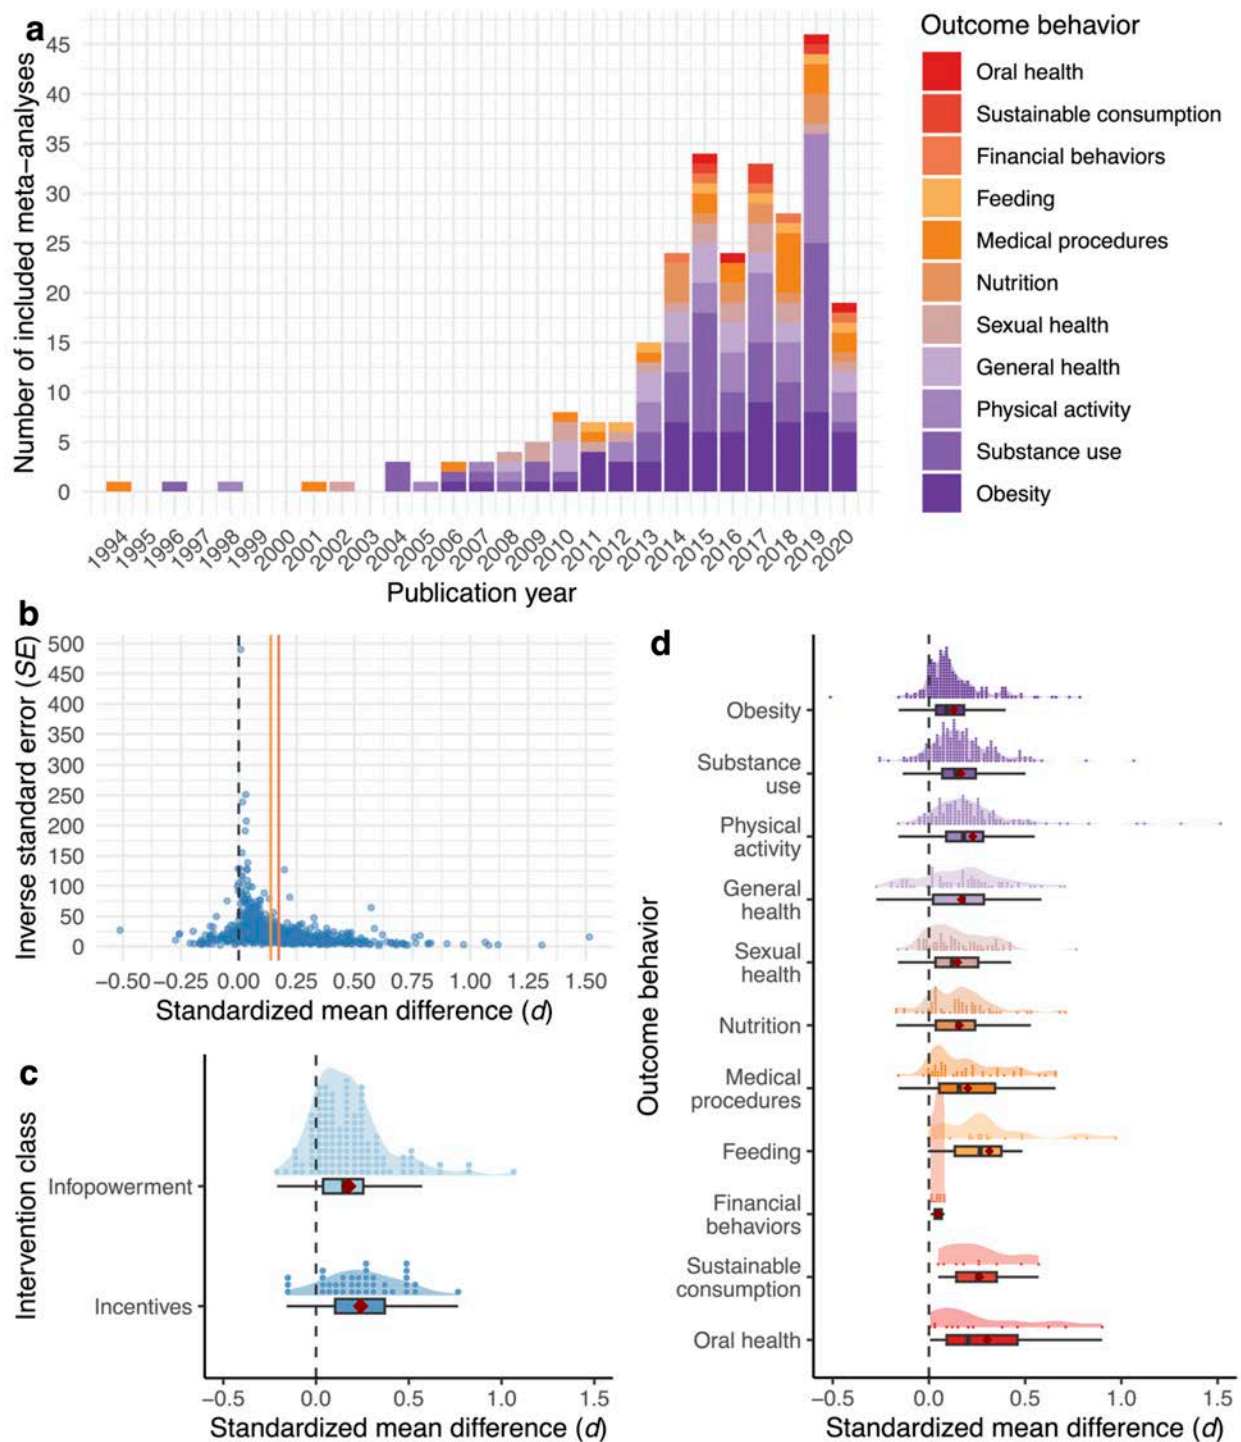 a
Number of included meta-analyses
45
40
35
30
25
20
15
10
5
0
1994
1995
1996
1997
1998
1999
2000
2001
2002
2003
2004
2005
2006
2007
2008
2009
2010
2011
2012
2013
2014
2015
2016
2017
2018
2019
2020
Publication year
Outcome behavior
Oral health
Sustainable consumption
Financial behaviors
Feeding
Medical procedures
Nutrition
Sexual health
General health
Physical activity
Substance use
Obesity
b
Inverse standard error (SE)
500
450
400
350
300
250
200
150
100
50
0
−0.50 −0.25 0.00 0.25 0.50 0.75 1.00 1.25 1.50
Standardized mean difference (d)
c
Intervention class
Infopowerment
Incentives
−0.5 0.0 0.5 1.0 1.5
Standardized mean difference (d)
d
Outcome behavior
Obesity
Substance
use
Physical
activity
General
health
Sexual
health
Nutrition
Medical
procedures
Feeding
Financial
behaviors
Sustainable
consumption
Oral health
−0.5 0.0 0.5 1.0 1.5
Standardized mean difference (d)